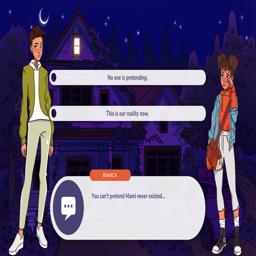 No one is pretending.
This is our reality now.
BIANCA
You can't pretend Mami never existed...